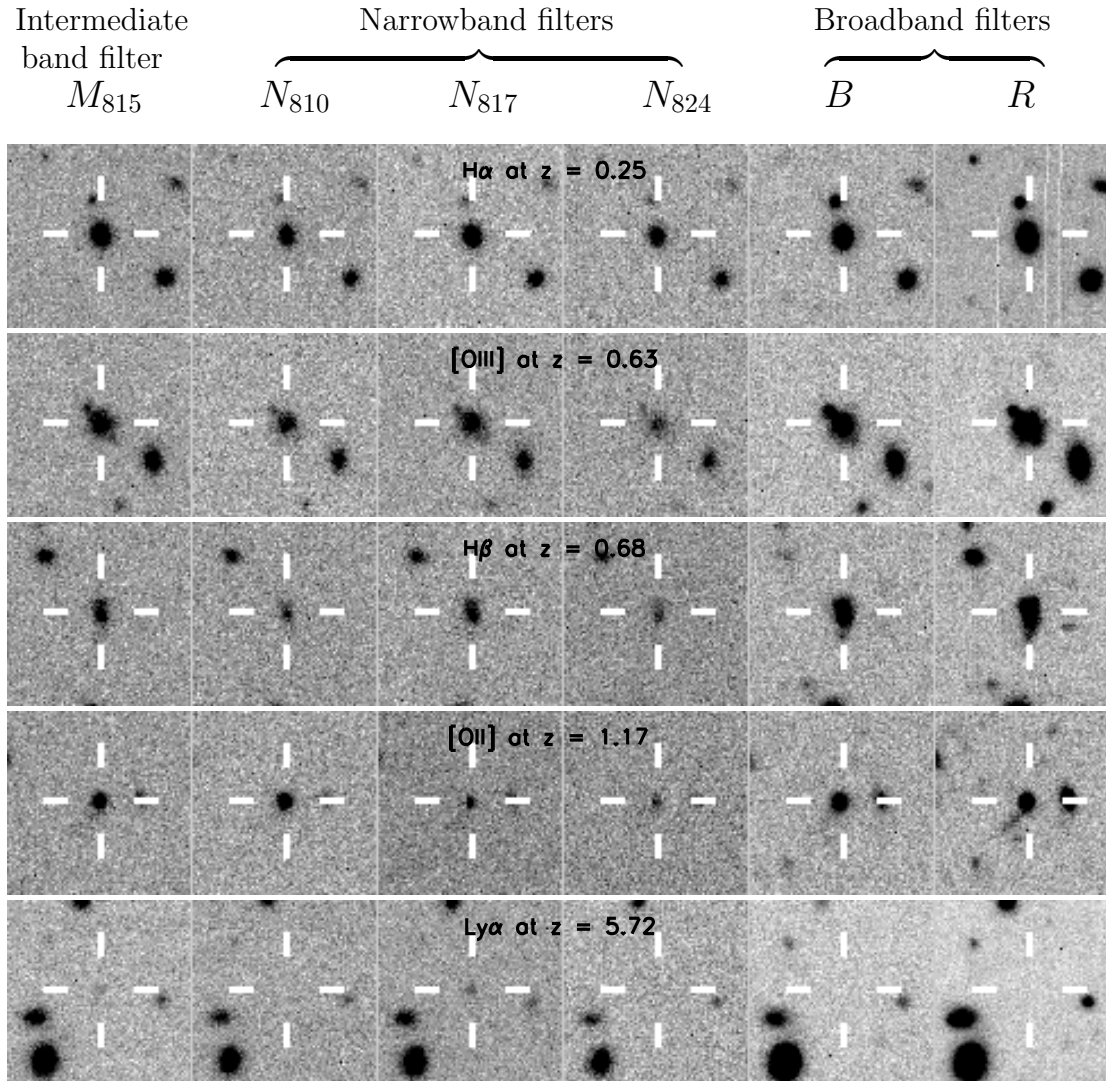 Intermediate
band filter
Narrowband filters
Broadband filters
M815 N810 N817 N824 B R
Hα at z = 0.25
[OIII] at z = 0.63
Hβ at z = 0.68
[OII] at z = 1.17
Lyα at z = 5.72